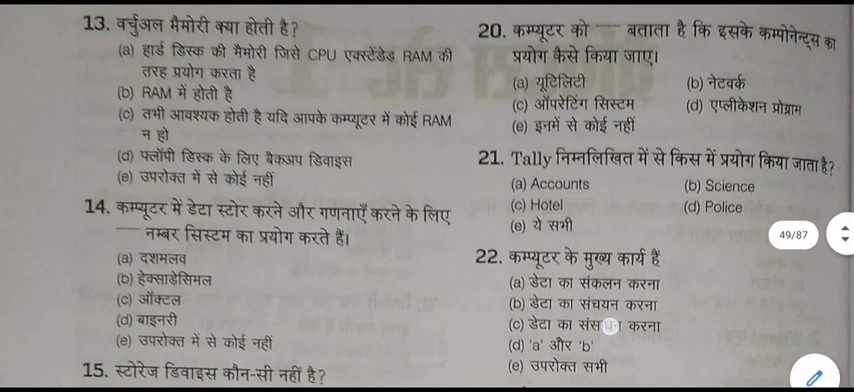 13. वर्चुअल मैमोरी क्या होती है?
(a) हार्ड डिस्क की मैमोरी जिसे CPU एक्स्टेंडेड RAM की
तरह प्रयोग करता है
(b) RAM में होती है
(c) तभी आवश्यक होती है यदि आपके कम्प्यूटर में कोई RAM
न हो
(d) फ्लॉपी डिस्क के लिए बैकअप डिवाइस
(e) उपरोक्त में से कोई नहीं
14. कम्प्यूटर में डेटा स्टोर करने और गणनाएँ करने के लिए
---- नम्बर सिस्टम का प्रयोग करते हैं।
(a) दशमलव
(b) हेक्साडेसिमल
(c) ऑक्टल
(d) बाइनरी
(e) उपरोक्त में से कोई नहीं
15. स्टोरेज डिवाइस कौन-सी नहीं है?
20. कम्प्यूटर को ---- बताता है कि इसके कम्पोनेन्ट्स का
प्रयोग कैसे किया जाए।
(a) यूटिलिटी (b) नेटवर्क
(c) ऑपरेटिंग सिस्टम (d) एप्लीकेशन प्रोग्राम
(e) इनमें से कोई नहीं
21. Tally निम्नलिखित में से किस में प्रयोग किया जाता है?
(a) Accounts (b) Science
(c) Hotel (d) Police
(e) ये सभी
49/87
22. कम्प्यूटर के मुख्य कार्य हैं
(a) डेटा का संकलन करना
(b) डेटा का संचयन करना
(c) डेटा का करना
(d) 'a' और 'b'
(e) उपरोक्त सभी